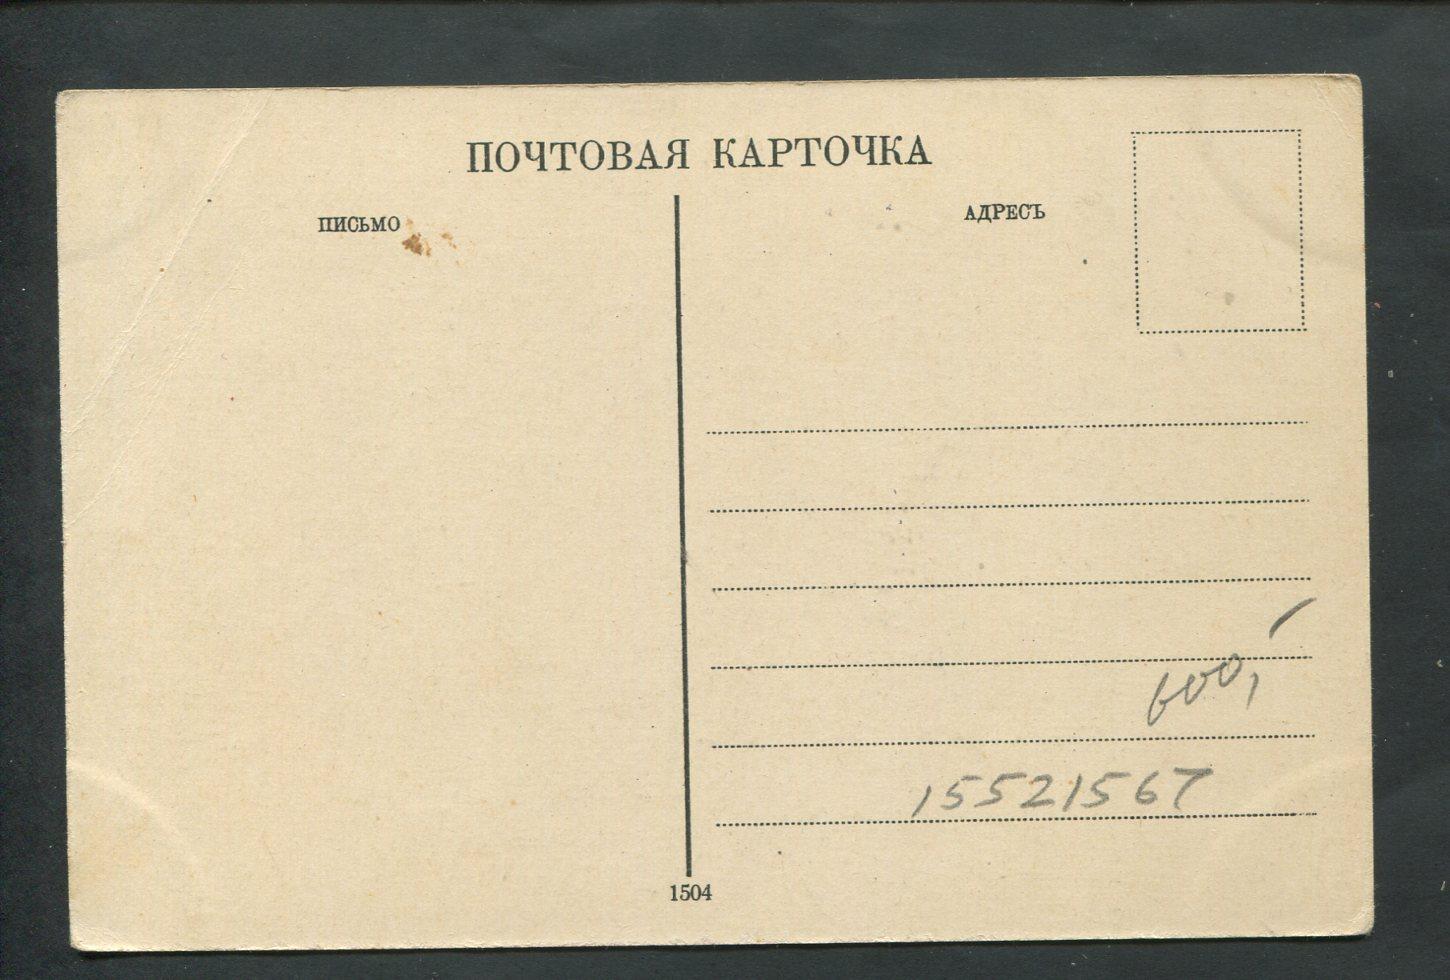 ПОЧТОВАЯ КАРТОЧКА
ПИСЬМО
АДРЕСЪ
600,
15521567
1504